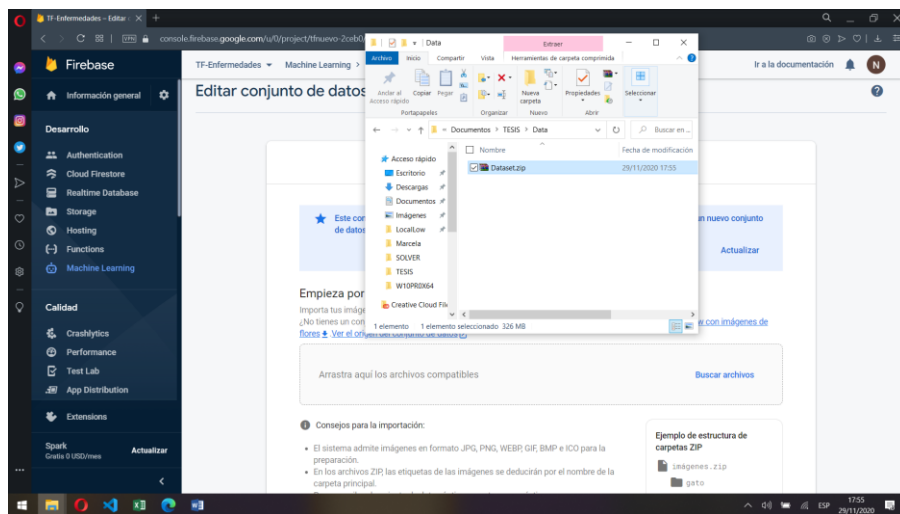 TF-Enfermedades – Editar c
console.firebase.google.com/u/0/project/tfnuevo-2ceb0
VPN
Firebase
Información general
Desarrollo
Authentication
Cloud Firestore
Realtime Database
Storage
Hosting
Functions
Machine Learning
Calidad
Crashlytics
Performance
Test Lab
App Distribution
Extensions
Spark
Gratis 0 USD/mes
Actualizar
TF-Enfermedades
Machine Learning
Ir a la documentación
N
Editar conjunto de datos
Data
Extraer
Archivo
Inicio
Compartir
Vista
Herramientas de carpeta comprimida
Anclar al
Acceso rápido
Copiar
Pegar
Nueva
carpeta
Propiedades
Seleccionar
Portapapeles
Organizar
Nuevo
Abrir
Documentos > TESIS > Data
Buscar en ...
Nombre
Fecha de modificación
Dataset.zip
29/11/2020 17:55
Acceso rápido
Escritorio
Descargas
Documentos
Imágenes
LocalLow
Marcela
SOLVER
TESIS
W10PR0X64
Creative Cloud File
1 elemento
1 elemento seleccionado 326 MB
Este con
de datos
un nuevo conjunto
Actualizar
Empieza por
Importa tus imáge
¿No tienes un con
w con imágenes de
flores
Ver el origen del conjunto de datos
Arrastra aquí los archivos compatibles
Buscar archivos
Consejos para la importación:
El sistema admite imágenes en formato JPG, PNG, WEBP, GIF, BMP e ICO para la
preparación.
En los archivos ZIP, las etiquetas de las imágenes se deducirán por el nombre de la
carpeta principal.
Ejemplo de estructura de
carpetas ZIP
imágenes.zip
gato
ESP
17:55
29/11/2020